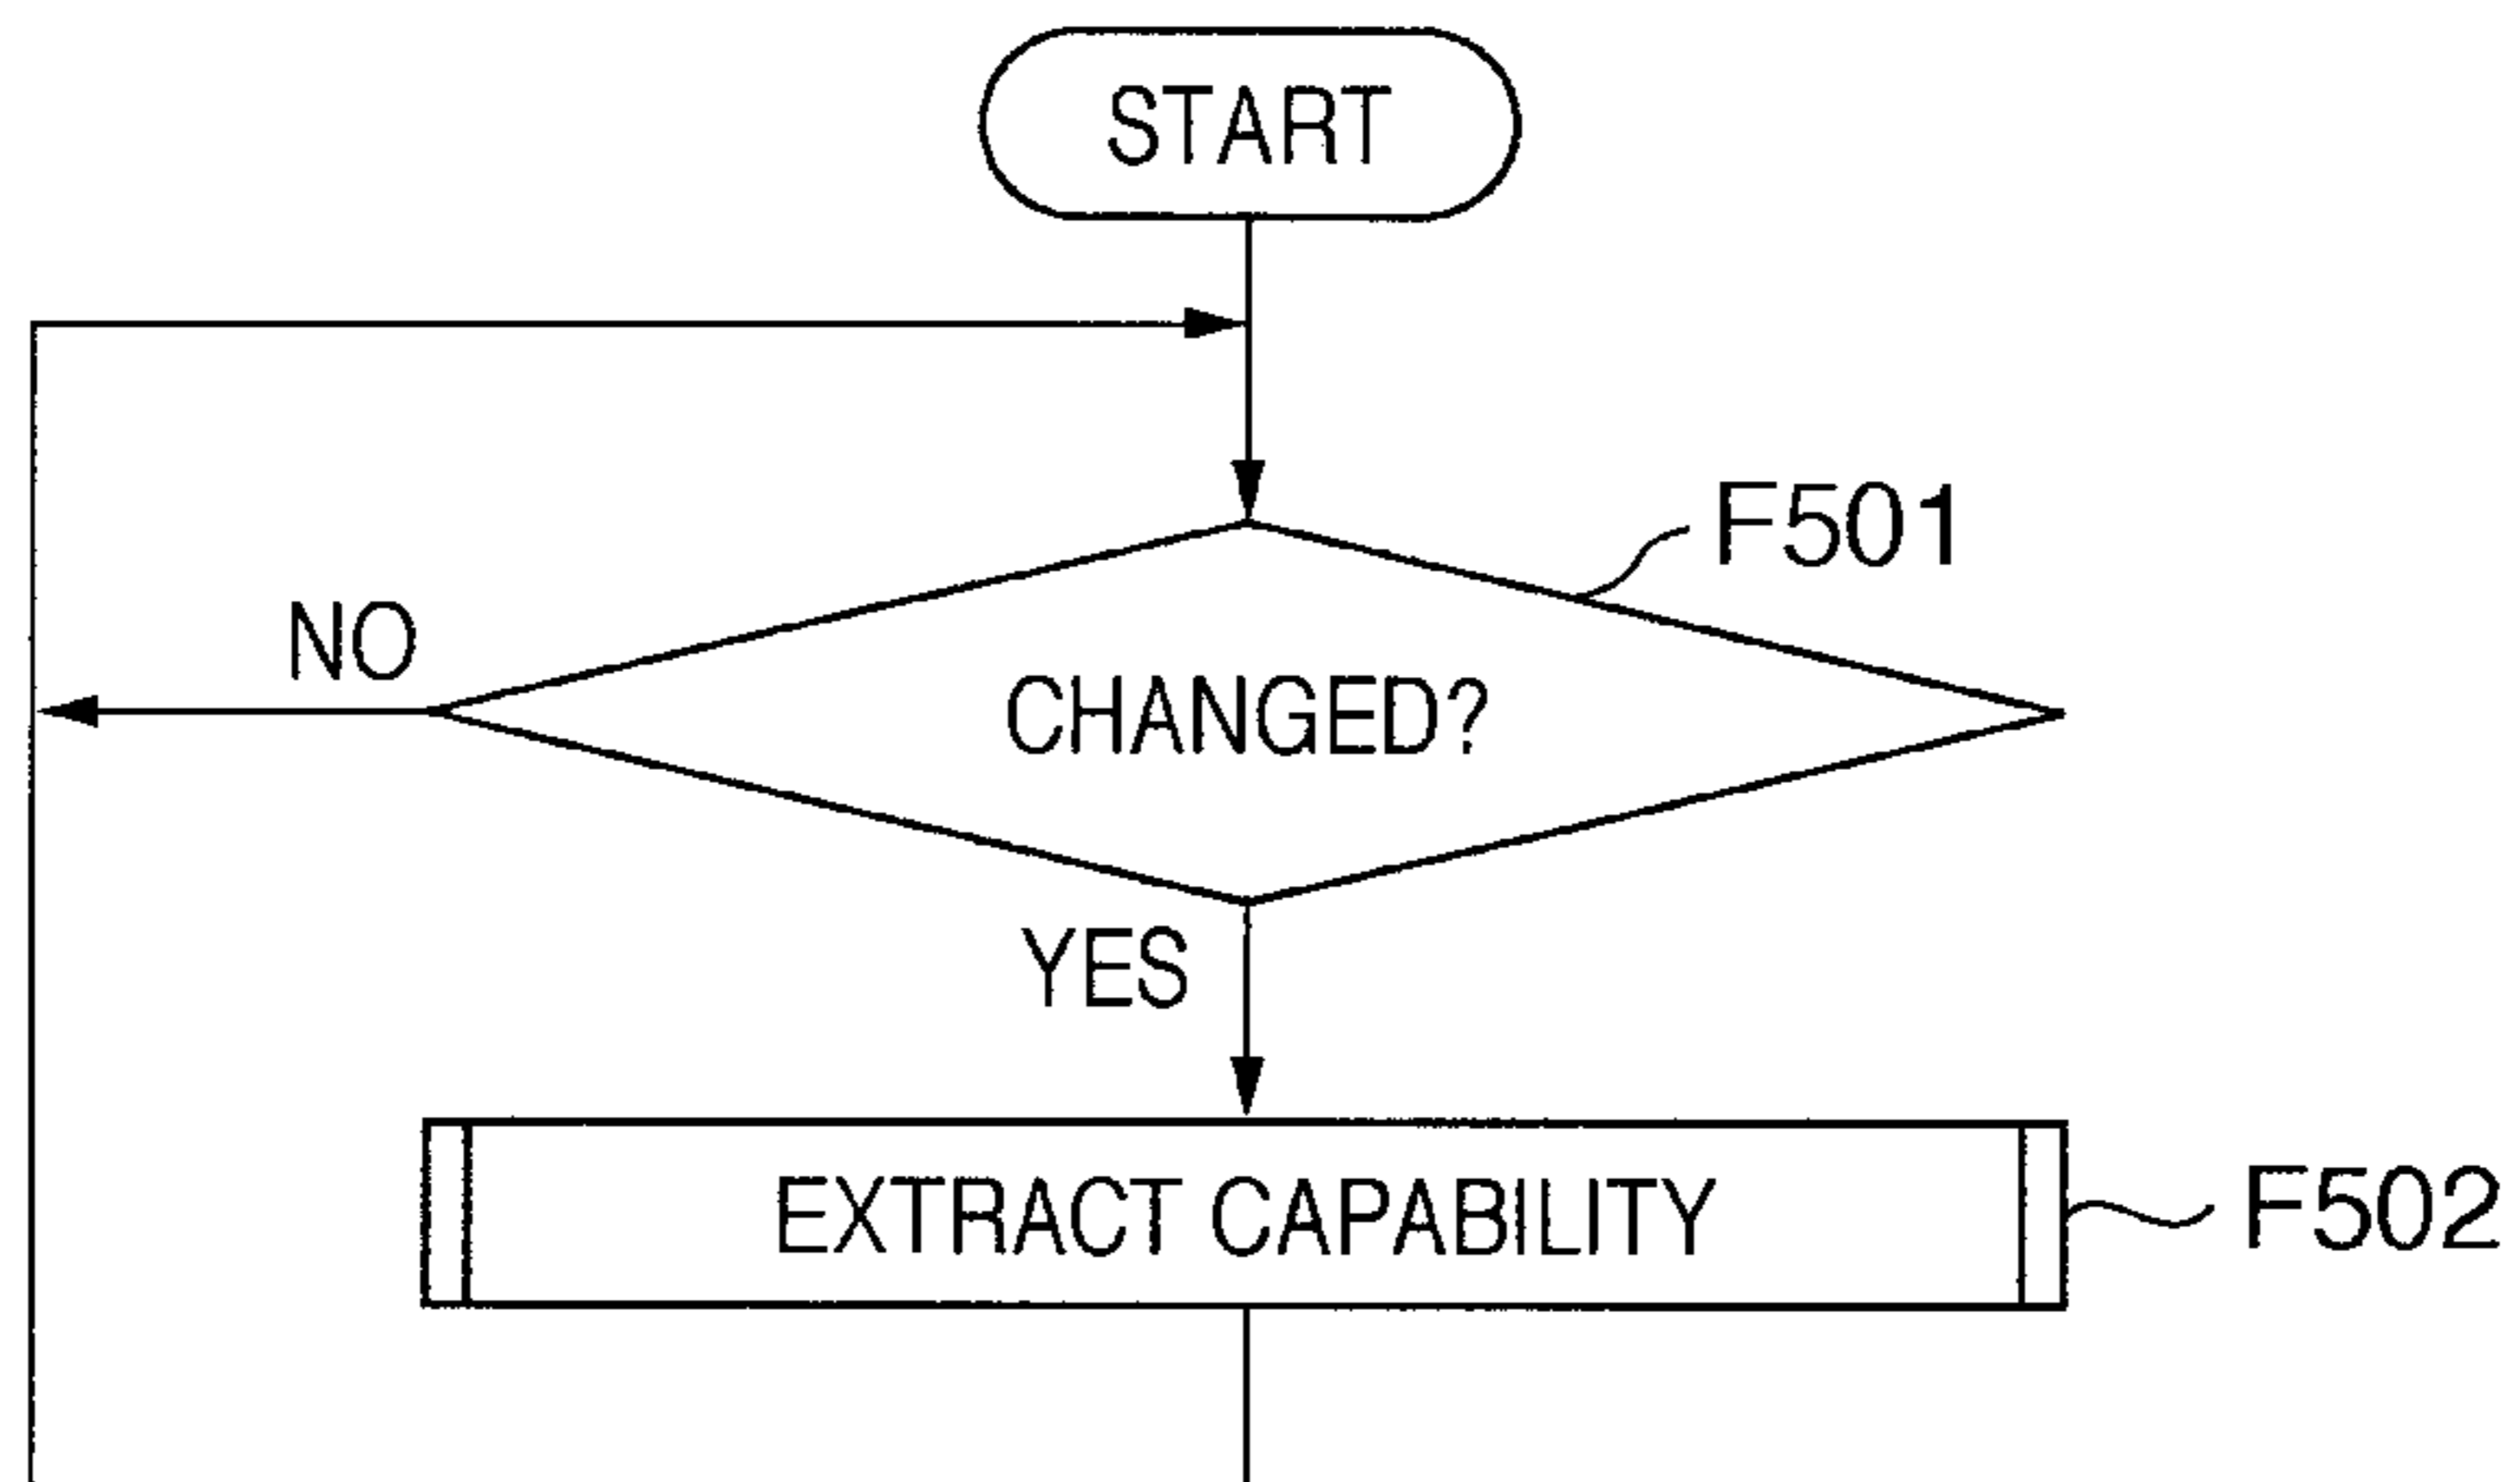 START
F501
NO
CHANGED?
YES
EXTRACT CAPABILITY
F502